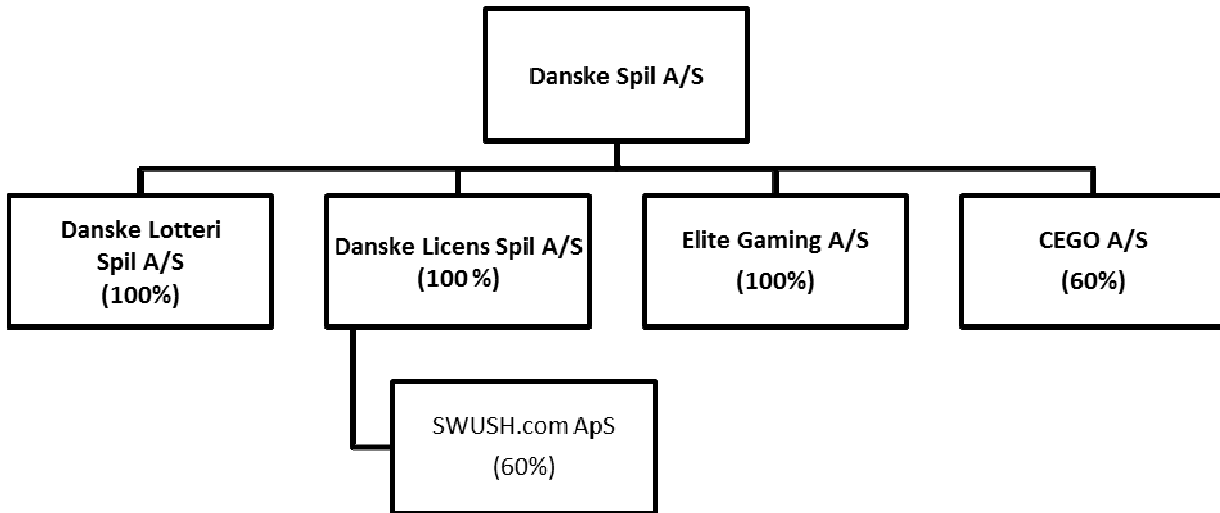 Danske Spil A/S
Danske Lotteri
Spil A/S
(100%)
Danske Licens Spil A/S
(100 %)
Elite Gaming A/S
(100%)
CEGO A/S
(60%)
SWUSH.com ApS
(60%)